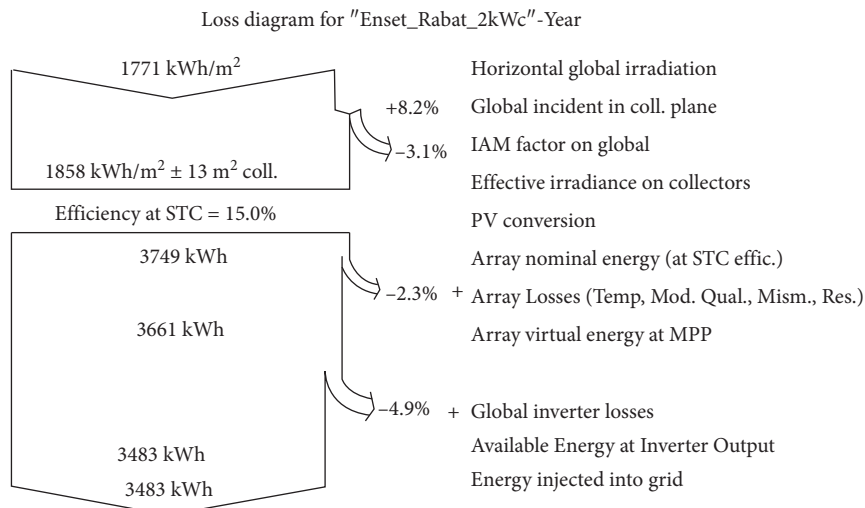 Loss diagram for "Enset_Rabat_2kWc"-Year
1771 kWh/m²
Horizontal global irradiation
+8.2%
Global incident in coll. plane
–3.1%
IAM factor on global
1858 kWh/m² ± 13 m² coll.
Effective irradiance on collectors
Efficiency at STC = 15.0%
PV conversion
3749 kWh
Array nominal energy (at STC effic.)
–2.3%
+ Array Losses (Temp, Mod. Qual., Mism., Res.)
3661 kWh
Array virtual energy at MPP
–4.9%
+ Global inverter losses
3483 kWh
Available Energy at Inverter Output
3483 kWh
Energy injected into grid